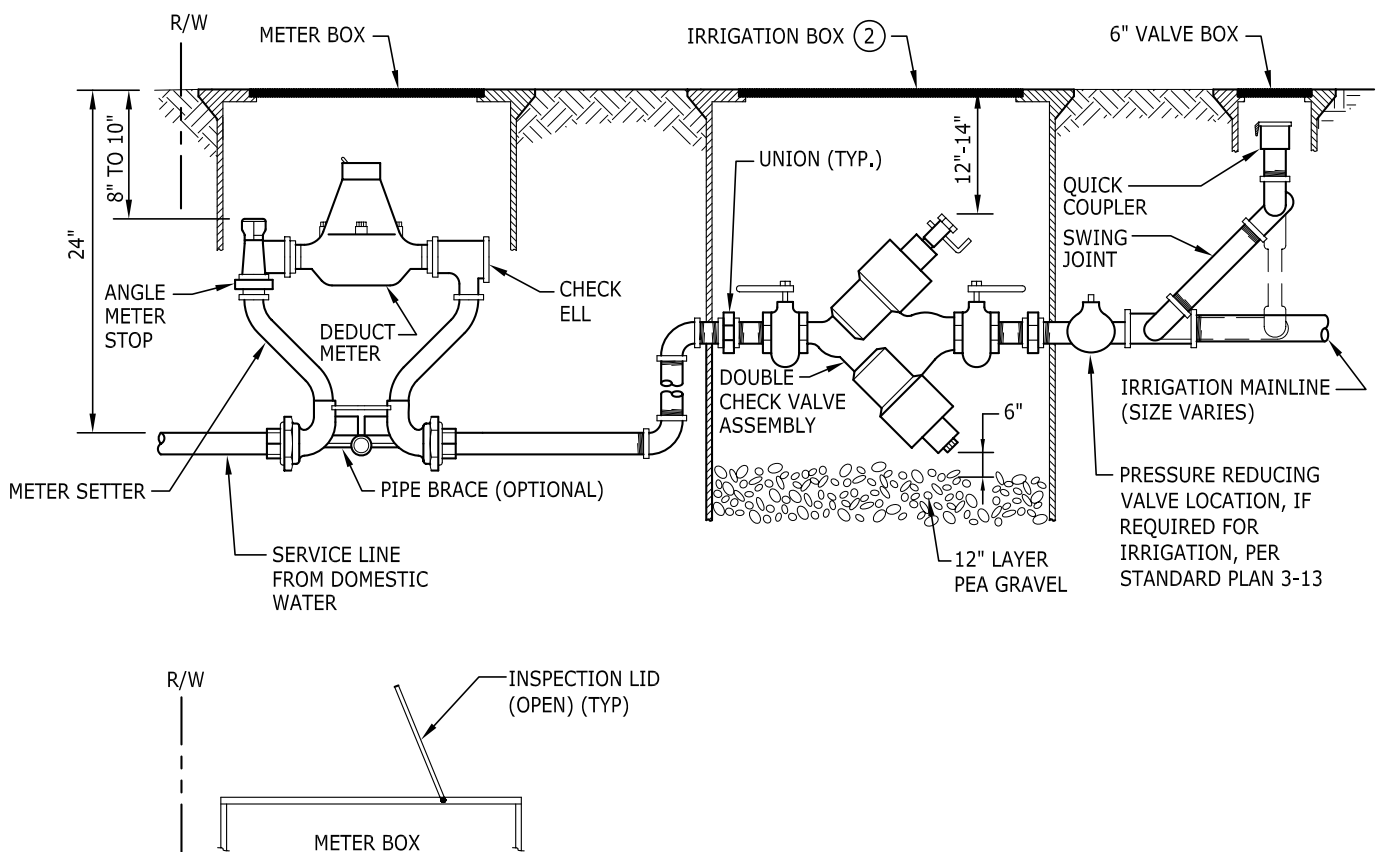 R/W
METER BOX
IRRIGATION BOX 2
6" VALVE BOX
8" TO 10"
24"
12"-14"
UNION (TYP.)
QUICK
COUPLER
SWING
JOINT
ANGLE
METER
STOP
DEDUCT
METER
CHECK
ELL
DOUBLE
CHECK VALVE
ASSEMBLY
6"
IRRIGATION MAINLINE
(SIZE VARIES)
METER SETTER
PIPE BRACE (OPTIONAL)
PRESSURE REDUCING
VALVE LOCATION, IF
REQUIRED FOR
IRRIGATION, PER
STANDARD PLAN 3-13
SERVICE LINE
FROM DOMESTIC
WATER
12" LAYER
PEA GRAVEL
R/W
INSPECTION LID
(OPEN) (TYP)
METER BOX